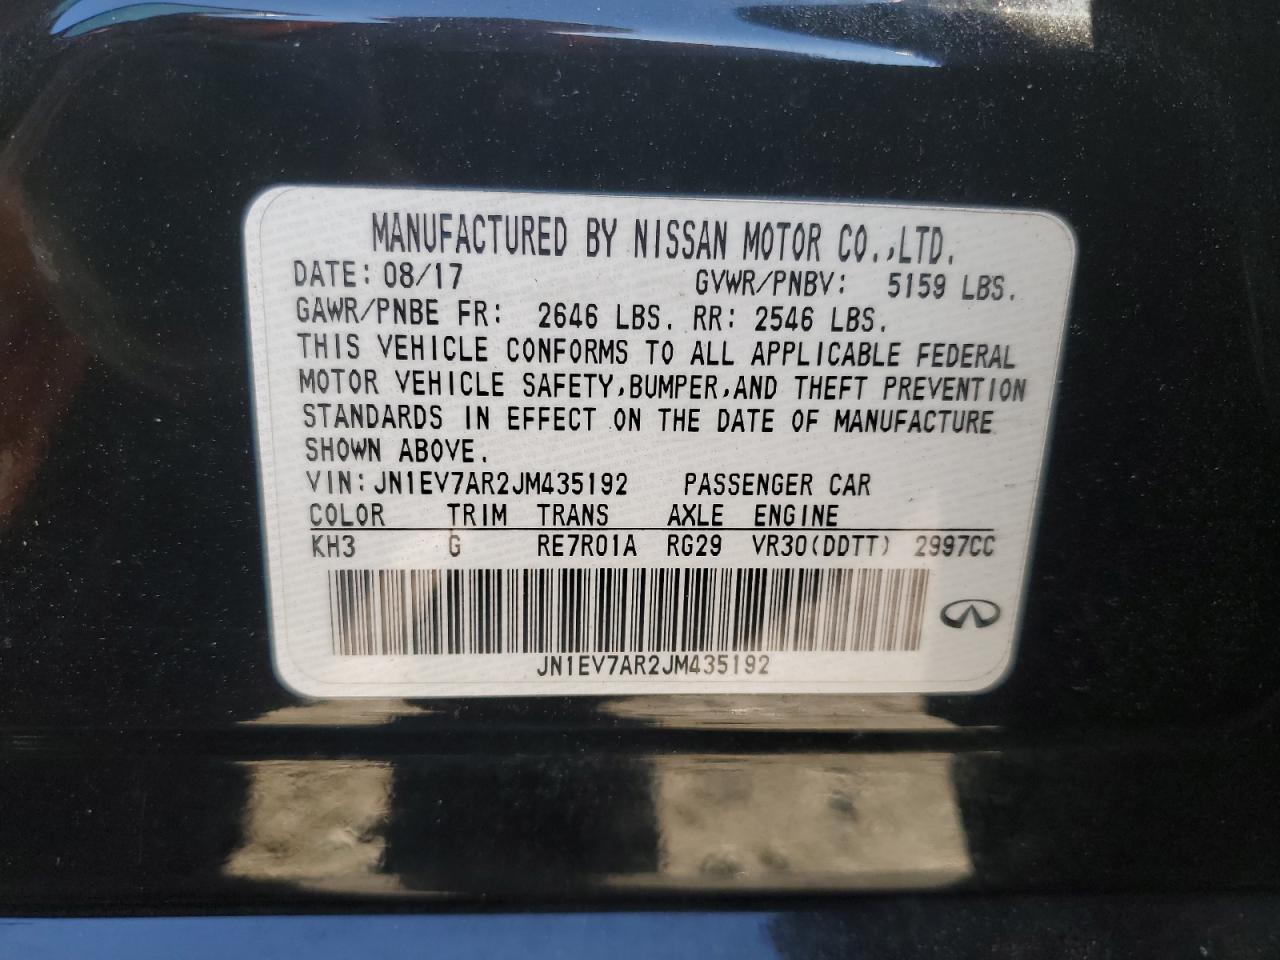 MANUFACTURED BY NISSAN MOTOR CO.,LTD.
DATE: 08/17 GVWR/PNBV: 5159 LBS.
GAWR/PNBE FR: 2646 LBS. RR: 2546 LBS.
THIS VEHICLE CONFORMS TO ALL APPLICABLE FEDERAL
MOTOR VEHICLE SAFETY,BUMPER,AND THEFT PREVENTION
STANDARDS IN EFFECT ON THE DATE OF MANUFACTURE
SHOWN ABOVE.
VIN: JN1EV7AR2JM435192 PASSENGER CAR
COLOR TRIM TRANS AXLE ENGINE
KH3 G RE7R01A RG29 VR30(DDTT) 2997CC
JN1EV7AR2JM435192